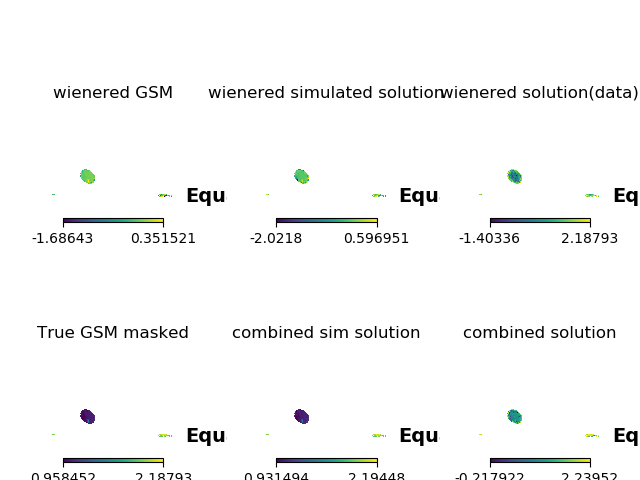 wienered GSM wienered simulated solution wienered solution(data)
Equ Equ Eq
-1.68643 0.351521 -2.0218 0.596951 -1.40336 2.18793
True GSM masked combined sim solution combined solution
Equ Equ Eq
0.958452 2.18793 0.931494 2.19448 -0.217922 2.23952